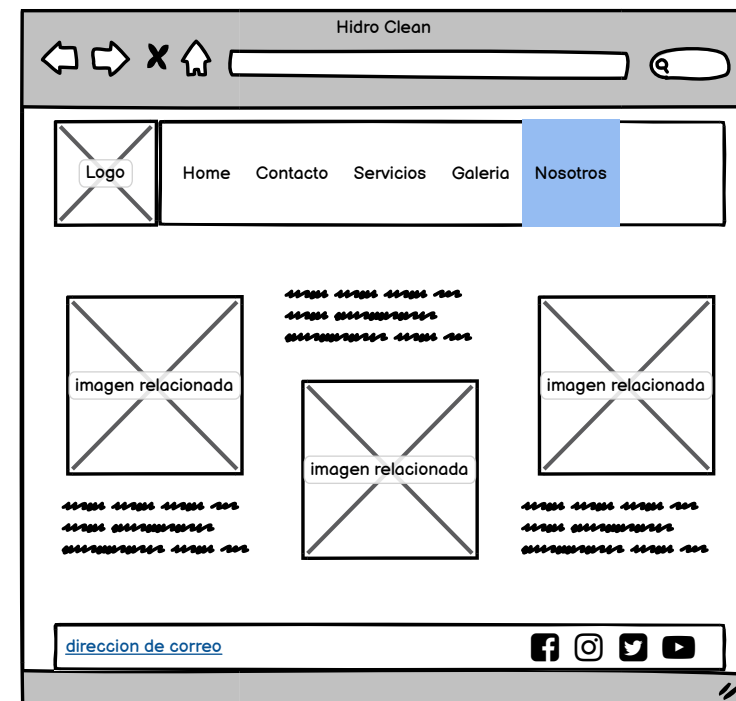 Hidro Clean
Logo
Home Contacto Servicios Galeria Nosotros
imagen relacionada
imagen relacionada
imagen relacionada
direccion de correo